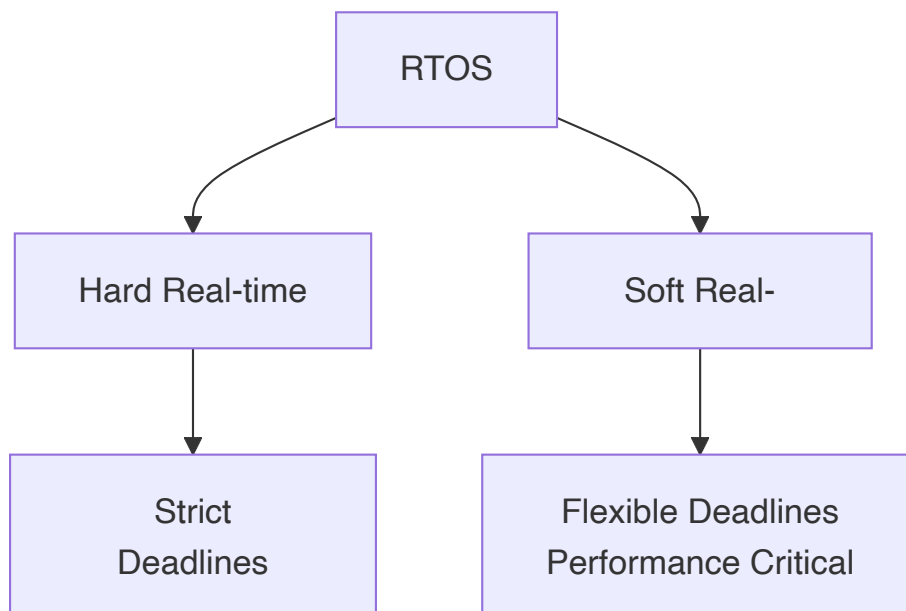 RTOS
Hard Real-time
Soft Real-
Strict
Deadlines
Flexible Deadlines
Performance Critical